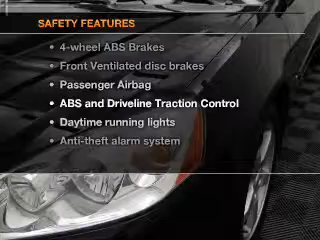 SAFETY FEATURES
• 4-wheel ABS Brakes
• Front Ventilated disc brakes
• Passenger Airbag
• ABS and Driveline Traction Control
• Daytime running lights
• Anti-theft alarm system